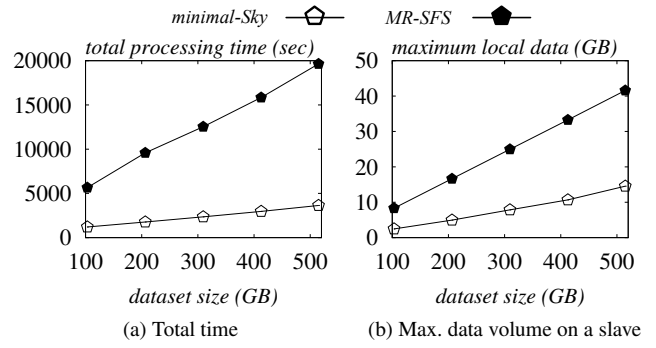 minimal-Sky MR-SFS
total processing time (sec)
20000
15000
10000
5000
0
100 200 300 400 500
dataset size (GB)
(a) Total time
maximum local data (GB)
50
40
30
20
10
0
100 200 300 400 500
dataset size (GB)
(b) Max. data volume on a slave